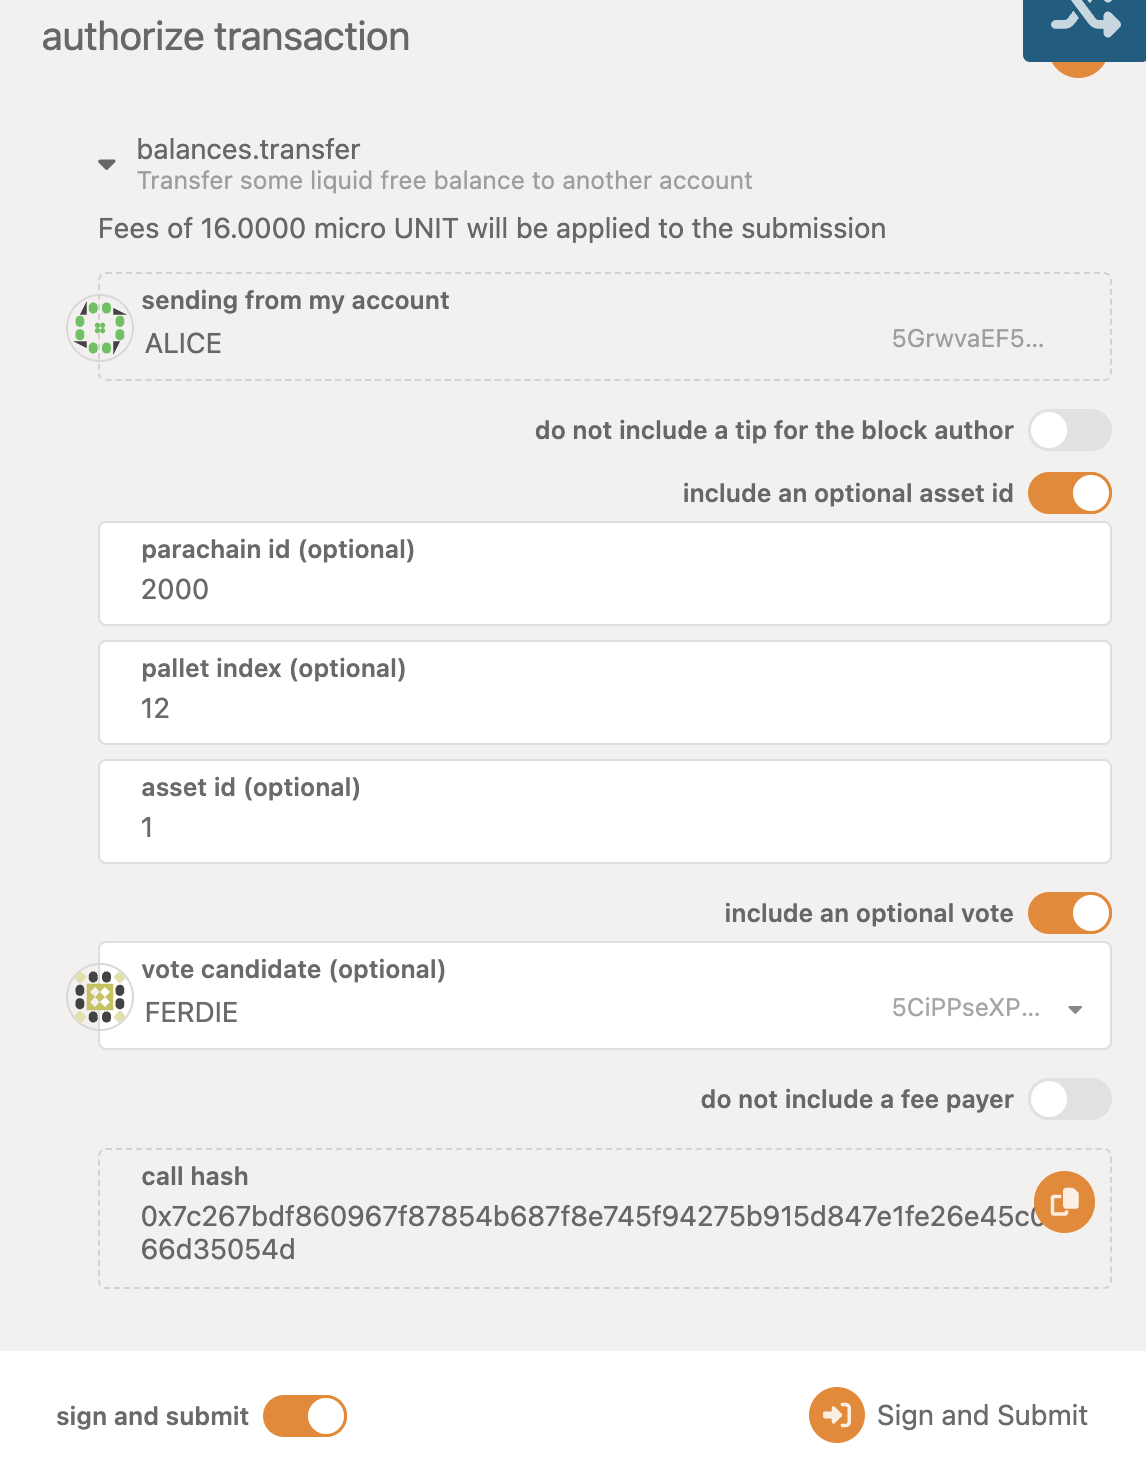 authorize transaction
balances.transfer
Transfer some liquid free balance to another account
Fees of 16.0000 micro UNIT will be applied to the submission
sending from my account
ALICE
5GrwvaEF5...
do not include a tip for the block author
include an optional asset id
parachain id (optional)
2000
pallet index (optional)
12
asset id (optional)
1
include an optional vote
vote candidate (optional)
FERDIE
5CiPPseXP...
do not include a fee payer
call hash
0x7c267bdf860967f87854b687f8e745f94275b915d847e1fe26e45c
66d35054d
sign and submit
Sign and Submit